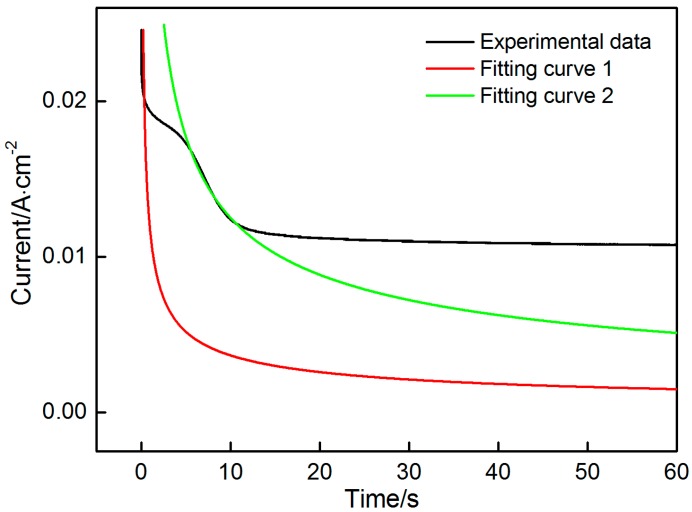 Experimental data
Fitting curve 1
Fitting curve 2
Current/A·cm-2
0.02
0.01
0.00
0 10 20 30 40 50 60
Time/s